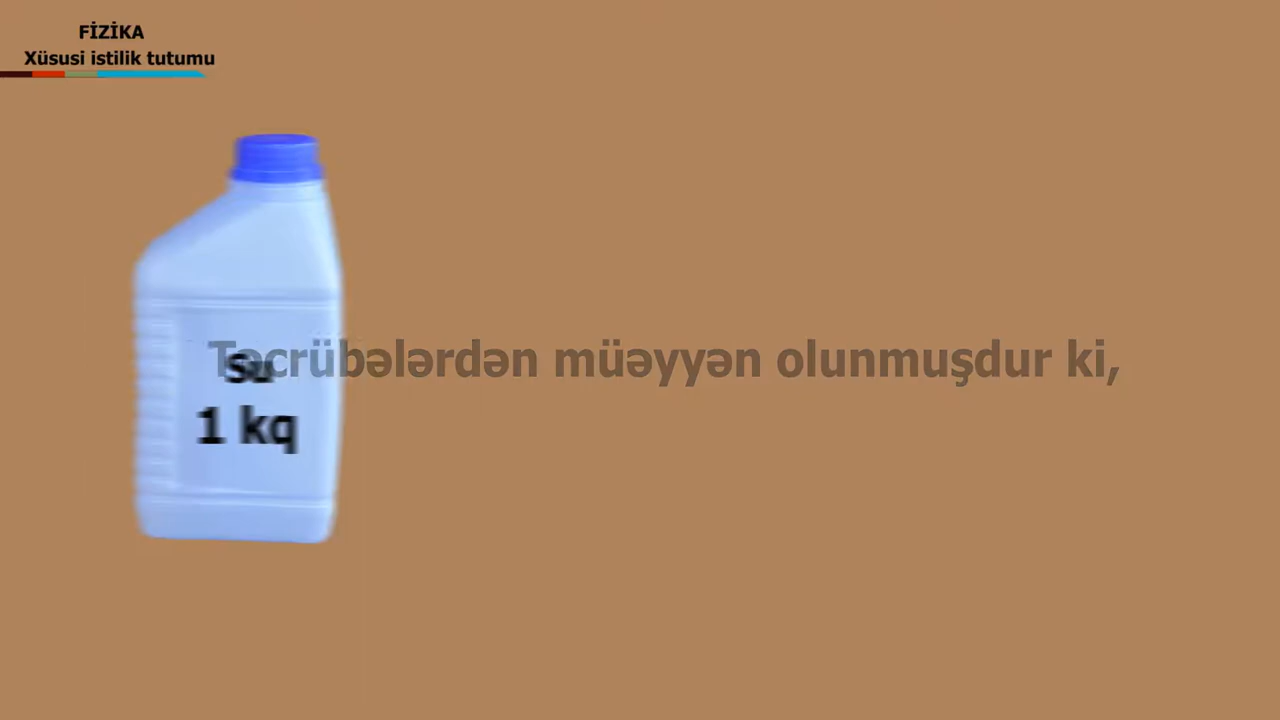 FİZİKA
Xüsusi istilik tutumu
Təcrübələrdən müəyyən olunmuşdur ki,
Su
1 kq